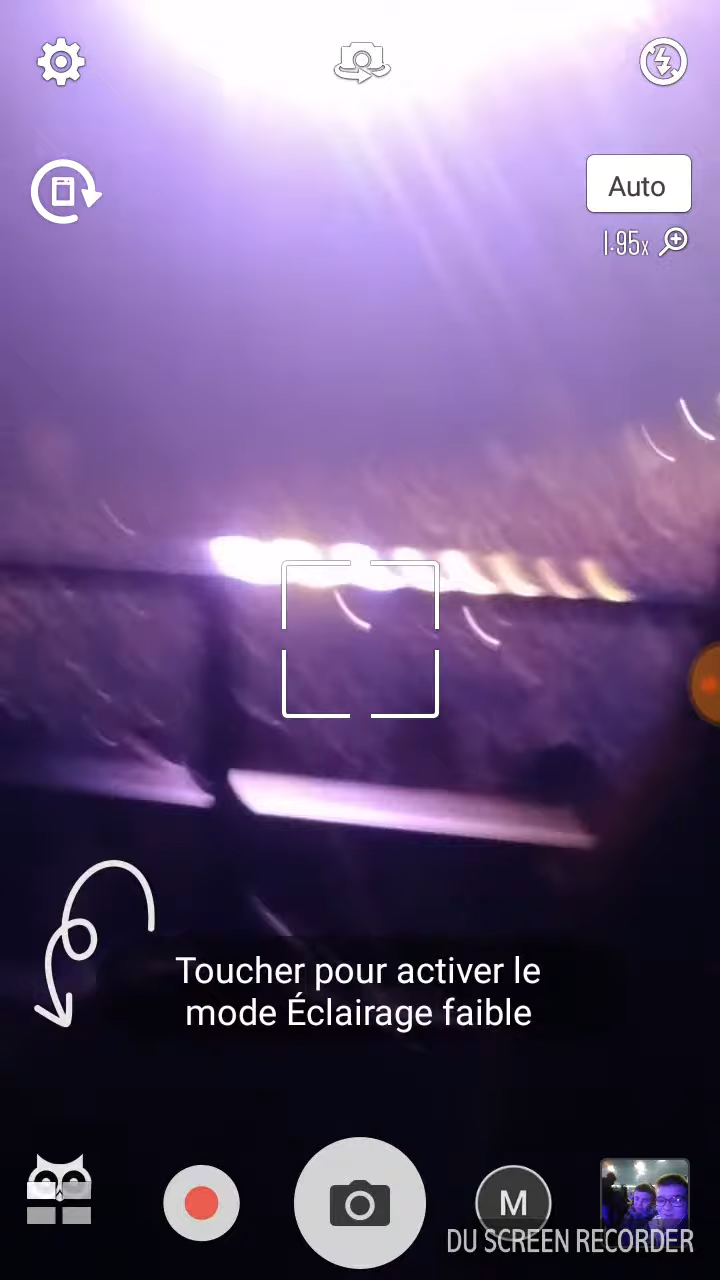 Auto
1.95x
Toucher pour activer le
mode Éclairage faible
M
DU SCREEN RECORDER